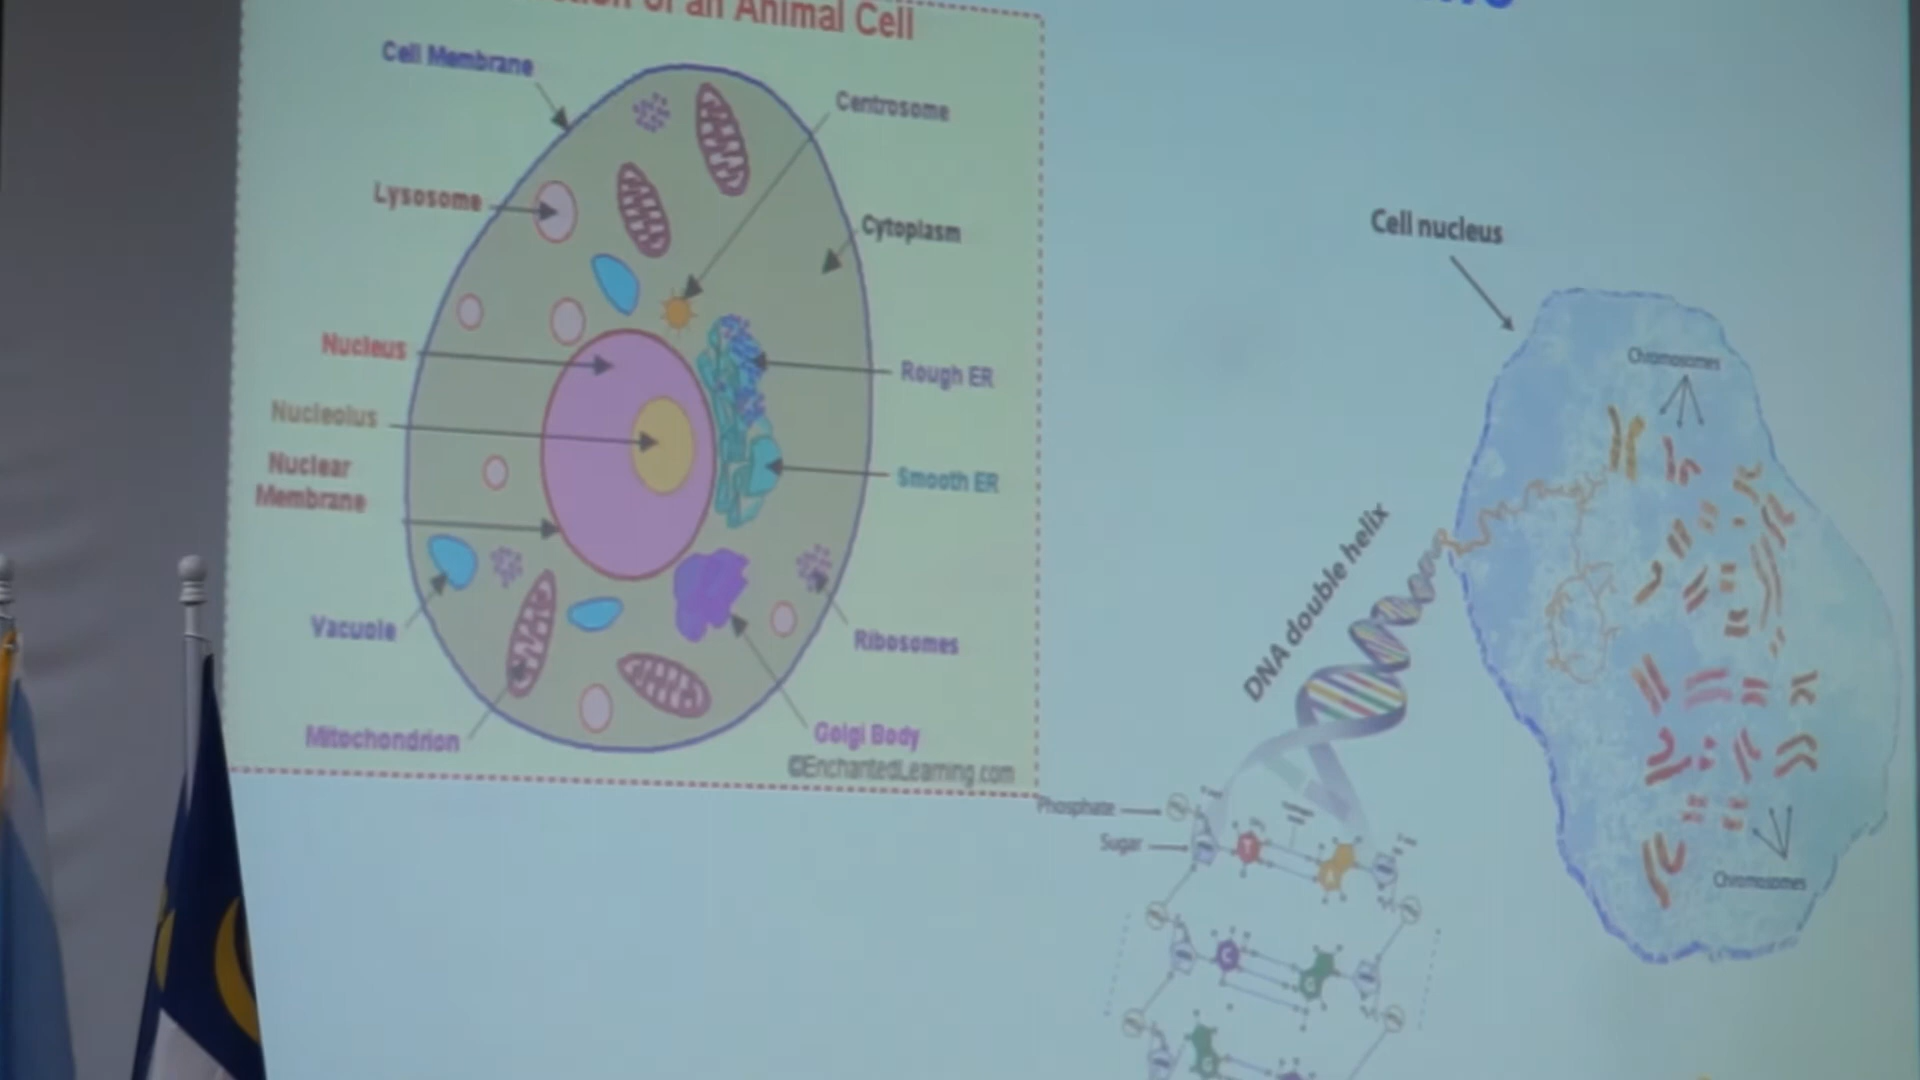 of an Animal Cell
Cell Membrane
Centrosome
Lysosome
Cytoplasm
Nucleus
Rough ER
Nucleolus
Nuclear
Membrane
Smooth ER
Vacuole
Ribosomes
Mitochondrion
Golgi Body
©EnchantedLearning.com
Cell nucleus
Chromosomes
DNA double helix
Phosphate
Sugar
T
A
C
G
G
Chromosomes